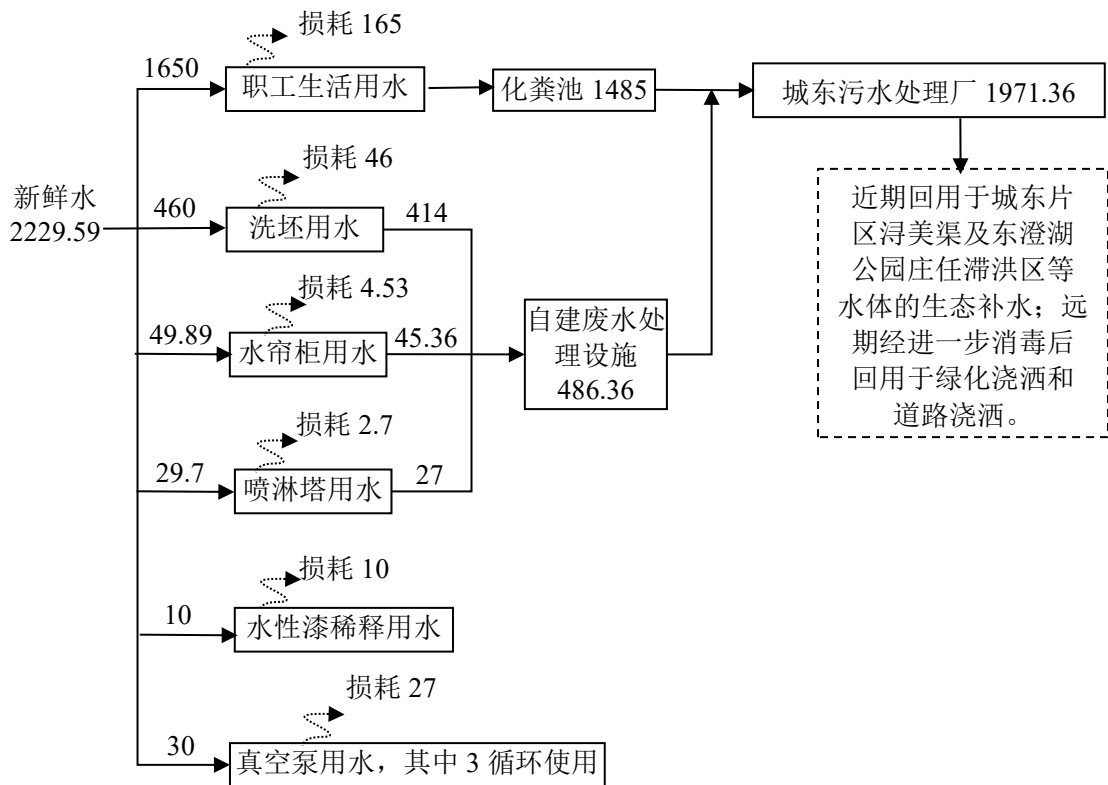 损耗 165
1650
职工生活用水
化粪池 1485
城东污水处理厂 1971.36
损耗 46
新鲜水
2229.59
460
洗坯用水
414
近期回用于城东片
区浔美渠及东澄湖
公园庄任滞洪区等
水体的生态补水；远
期经进一步消毒后
回用于绿化浇洒和
道路浇洒。
损耗 4.53
49.89
水帘柜用水
45.36
自建废水处
理设施
486.36
损耗 2.7
29.7
喷淋塔用水
27
损耗 10
10
水性漆稀释用水
损耗 27
30
真空泵用水，其中 3 循环使用